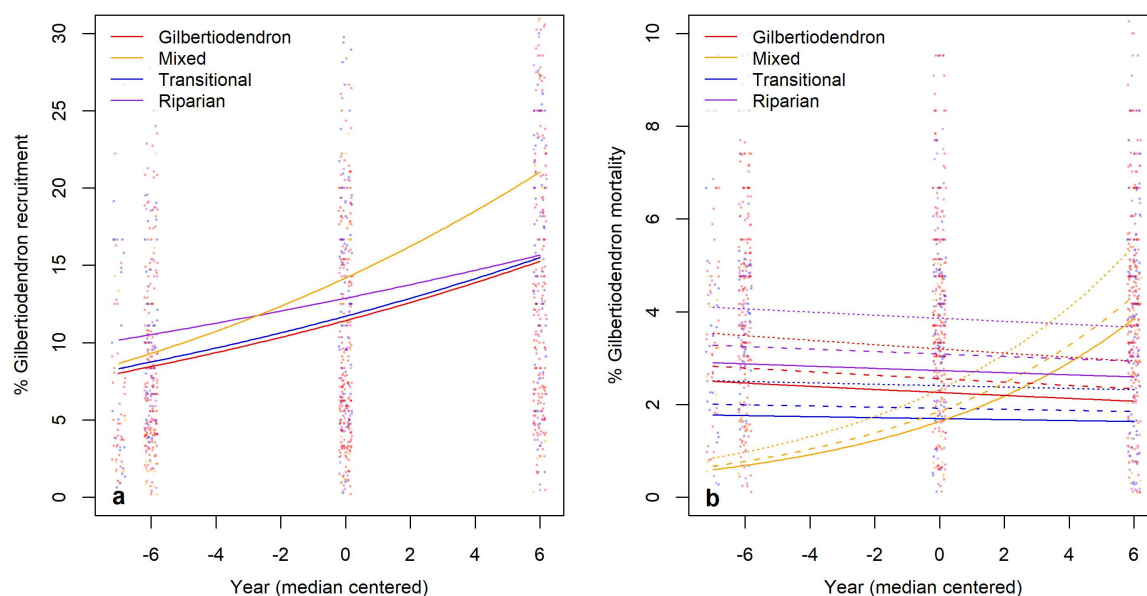 Gilbertiodendron
Mixed
Transitional
Riparian
% Gilbertiodendron recruitment
30
25
20
15
10
5
0
a
-6 -4 -2 0 2 4 6
Year (median centered)
Gilbertiodendron
Mixed
Transitional
Riparian
% Gilbertiodendron mortality
10
8
6
4
2
0
b
-6 -4 -2 0 2 4 6
Year (median centered)